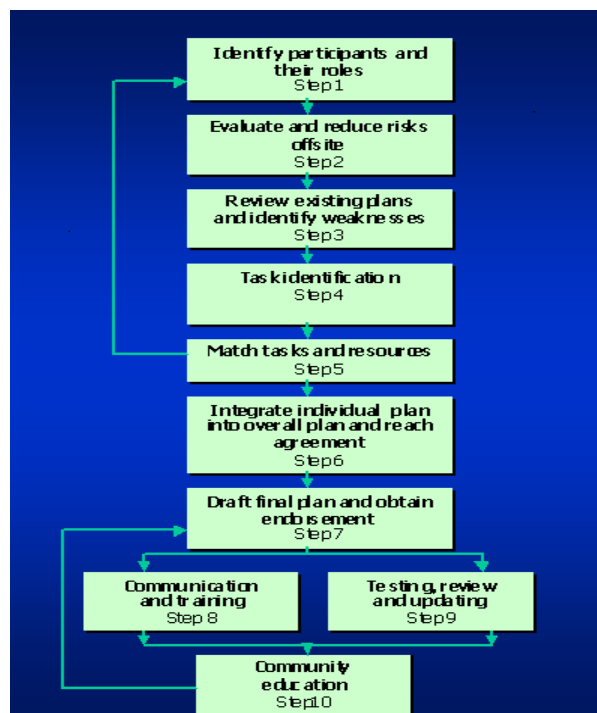 Identify participants and
their roles
Step1
Evaluate and reduce risks
offsite
Step2
Review existing plans
and identify weaknesses
Step3
Task identification
Step4
Match tasks and resources
Step5
Integrate individual plan
into overall plan and reach
agreement
Step6
Draft final plan and obtain
endorsement
Step7
Communication
and training
Step 8
Testing, review
and updating
Step9
Community
education
Step10